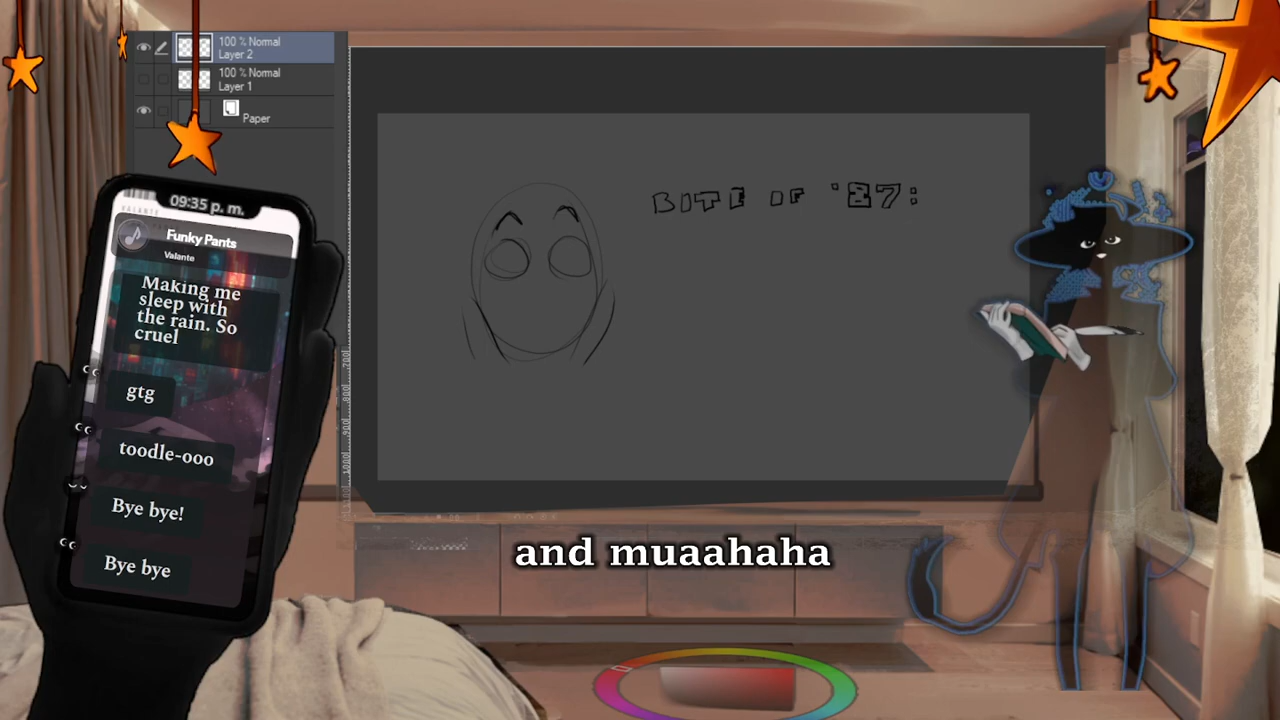 100 % Normal
Layer 2
100 % Normal
Layer 1
Paper
BITE OF '87:
09:35 p. m.
VALANTE
Funky Pants
Valante
Making me
sleep with
the rain. So
cruel
gtg
toodle-ooo
Bye bye!
Bye bye
and muaahaha